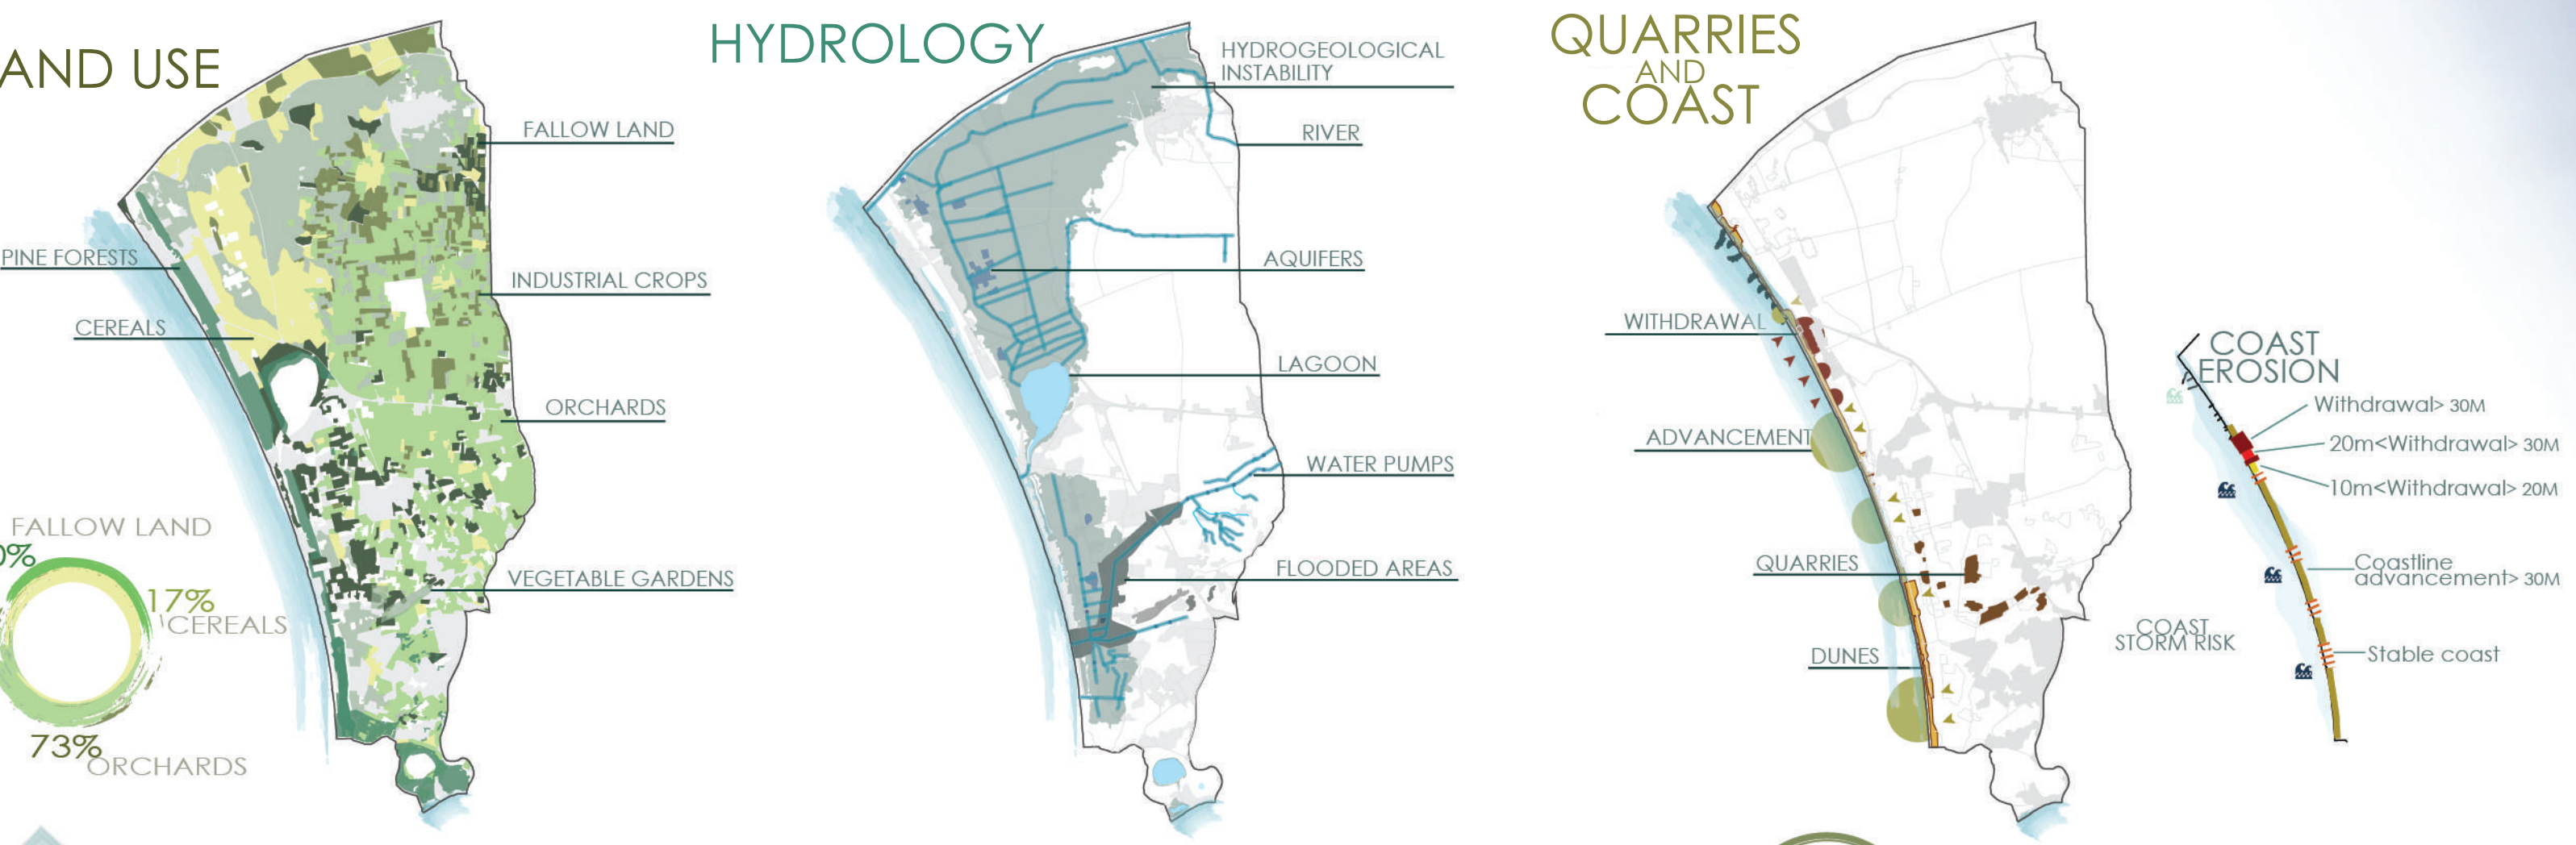 AND USE
FALLOW LAND
PINE FORESTS
INDUSTRIAL CROPS
CEREALS
ORCHARDS
VEGETABLE GARDENS
FALLOW LAND
0%
17%
CEREALS
73%
ORCHARDS
HYDROLOGY
HYDROGEOLOGICAL
INSTABILITY
RIVER
AQUIFERS
LAGOON
WATER PUMPS
FLOODED AREAS
QUARRIES
AND
COAST
WITHDRAWAL
ADVANCEMENT
QUARRIES
DUNES
COAST
STORM RISK
COAST
EROSION
Withdrawal> 30M
20m<Withdrawal> 30M
10m<Withdrawal> 20M
Coastline
advancement> 30M
Stable coast